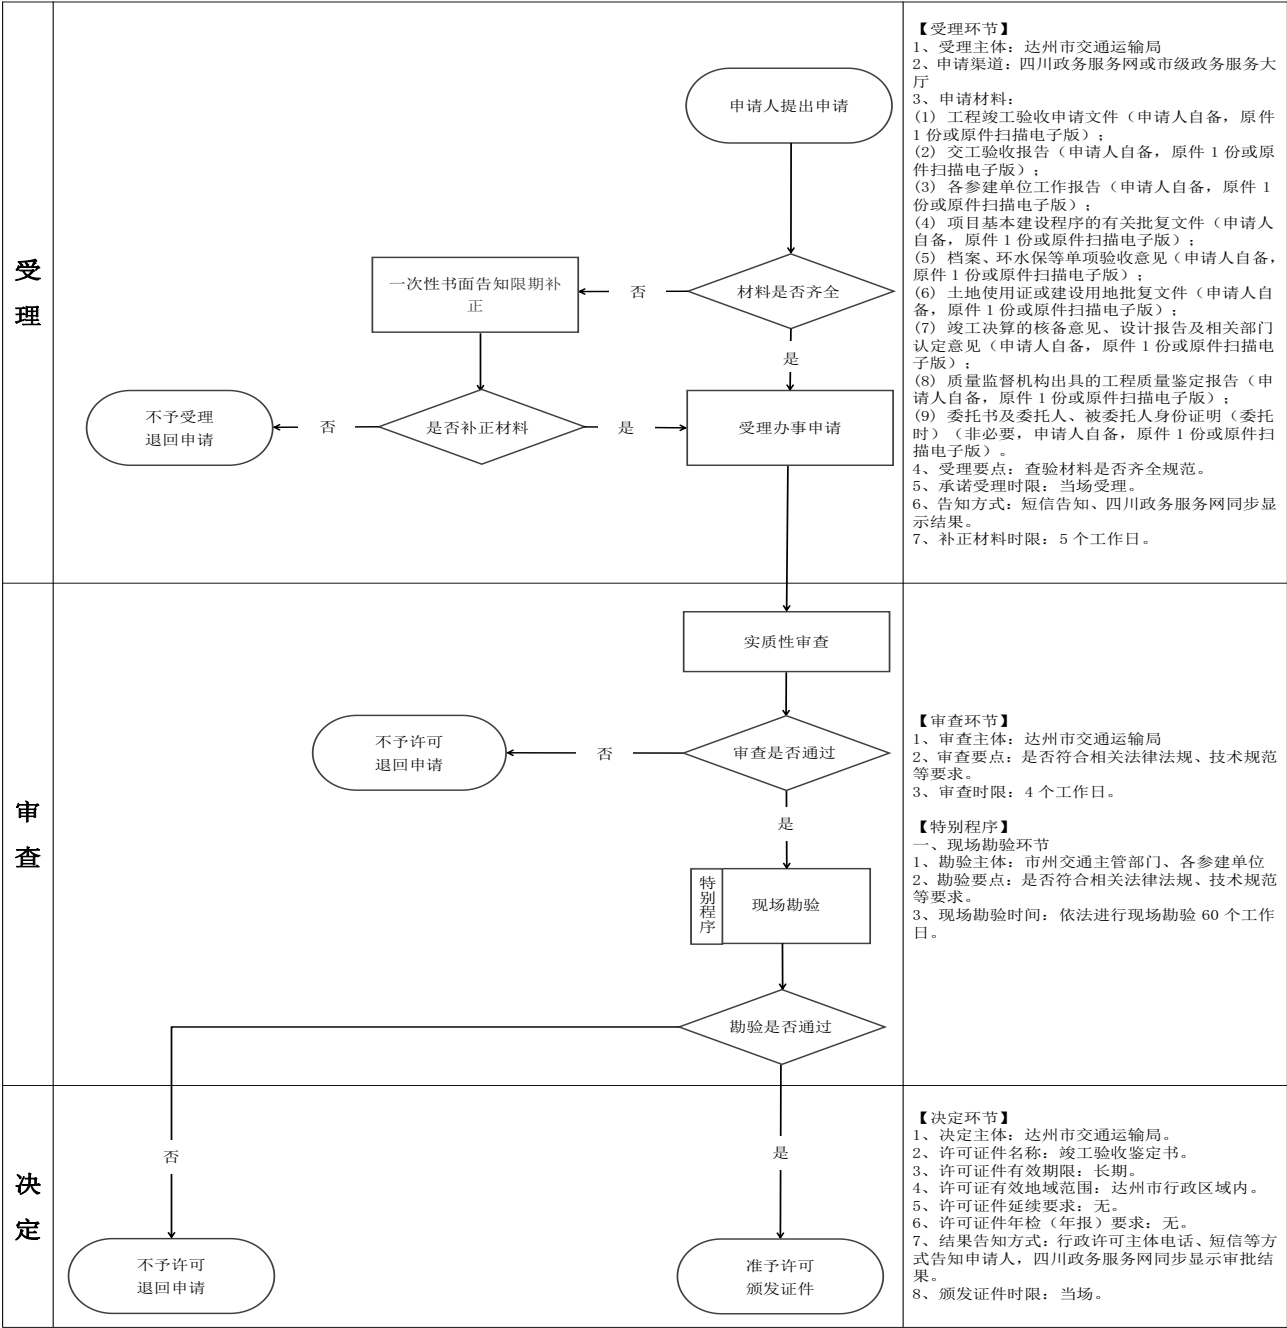 受
理
申请人提出申请
材料是否齐全
否
一次性书面告知限期补
正
是
是否补正材料
否
不予受理
退回申请
是
受理办事申请
【受理环节】
1、受理主体：达州市交通运输局
2、申请渠道：四川政务服务网或市级政务服务大
厅
3、申请材料：
(1) 工程竣工验收申请文件（申请人自备，原件
1 份或原件扫描电子版）；
(2) 交工验收报告（申请人自备，原件 1 份或原
件扫描电子版）；
(3) 各参建单位工作报告（申请人自备，原件 1
份或原件扫描电子版）；
(4) 项目基本建设程序的有关批复文件（申请人
自备，原件 1 份或原件扫描电子版）；
(5) 档案、环水保等单项验收意见（申请人自备，
原件 1 份或原件扫描电子版）；
(6) 土地使用证或建设用地批复文件（申请人自
备，原件 1 份或原件扫描电子版）；
(7) 竣工决算的核备意见、设计报告及相关部门
认定意见（申请人自备，原件 1 份或原件扫描电
子版）；
(8) 质量监督机构出具的工程质量鉴定报告（申
请人自备，原件 1 份或原件扫描电子版）；
(9) 委托书及委托人、被委托人身份证明（委托
时）（非必要，申请人自备，原件 1 份或原件扫
描电子版）。
4、受理要点：查验材料是否齐全规范。
5、承诺受理时限：当场受理。
6、告知方式：短信告知、四川政务服务网同步显
示结果。
7、补正材料时限：5 个工作日。
审
查
实质性审查
审查是否通过
否
不予许可
退回申请
是
特别程序
现场勘验
勘验是否通过
【审查环节】
1、审查主体：达州市交通运输局
2、审查要点：是否符合相关法律法规、技术规范
等要求。
3、审查时限：4 个工作日。
【特别程序】
一、现场勘验环节
1、勘验主体：市州交通主管部门、各参建单位
2、勘验要点：是否符合相关法律法规、技术规范
等要求。
3、现场勘验时间：依法进行现场勘验 60 个工作
日。
决
定
否
不予许可
退回申请
是
准予许可
颁发证件
【决定环节】
1、决定主体：达州市交通运输局。
2、许可证件名称：竣工验收鉴定书。
3、许可证件有效期限：长期。
4、许可证有效地域范围：达州市行政区域内。
5、许可证件延续要求：无。
6、许可证件年检（年报）要求：无。
7、结果告知方式：行政许可主体电话、短信等方
式告知申请人，四川政务服务网同步显示审批结
果。
8、颁发证件时限：当场。